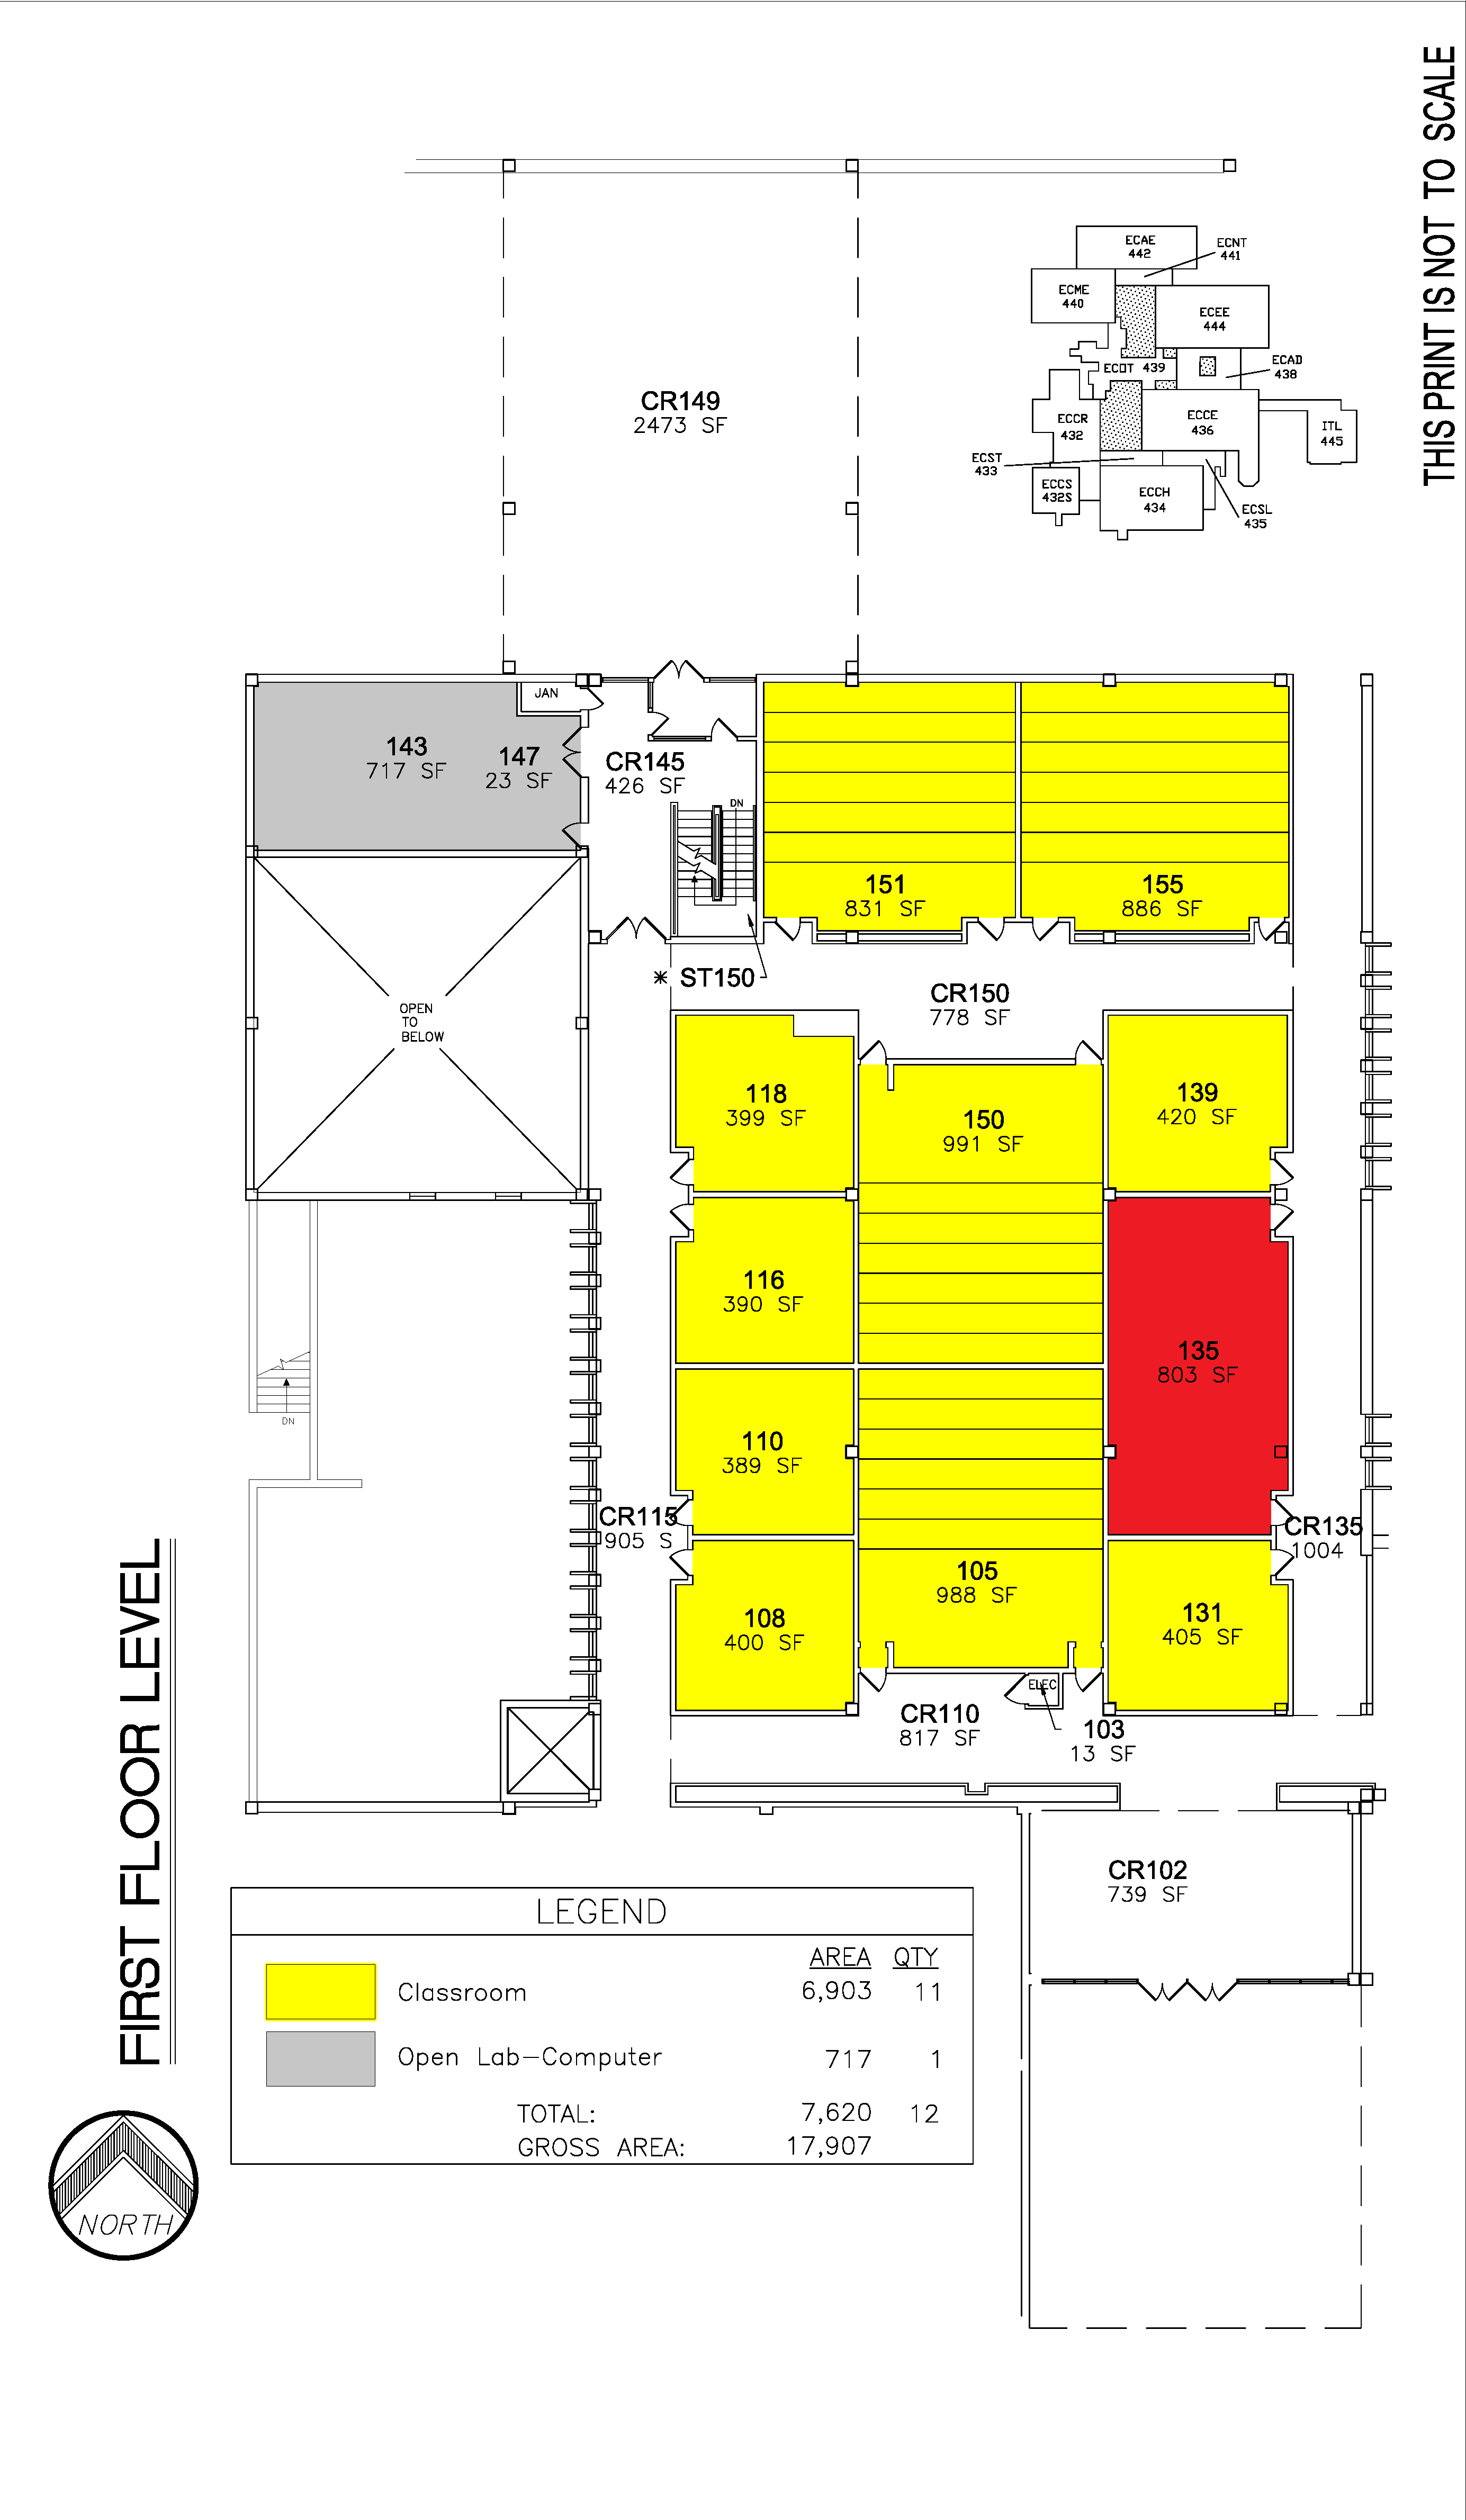 THIS PRINT IS NOT TO SCALE
ECAE
442
ECNT
441
ECME
440
ECEE
444
ECAD
438
ECOT 439
ECCR
432
ECCE
436
ITL
445
ECST
433
ECCS
432S
ECCH
434
ECSL
435
CR149
2473 SF
JAN
143
717 SF
147
23 SF
CR145
426 SF
DN
151
831 SF
155
886 SF
ST150
CR150
778 SF
OPEN
TO
BELOW
118
399 SF
150
991 SF
139
420 SF
116
390 SF
135
803 SF
DN
110
389 SF
CR115
905 S
CR135
1004
105
988 SF
108
400 SF
131
405 SF
ELEC
CR110
817 SF
103
13 SF
CR102
739 SF
FIRST FLOOR LEVEL
LEGEND
AREA QTY
Classroom 6,903 11
Open Lab-Computer 717 1
TOTAL: 7,620 12
GROSS AREA: 17,907
NORTH